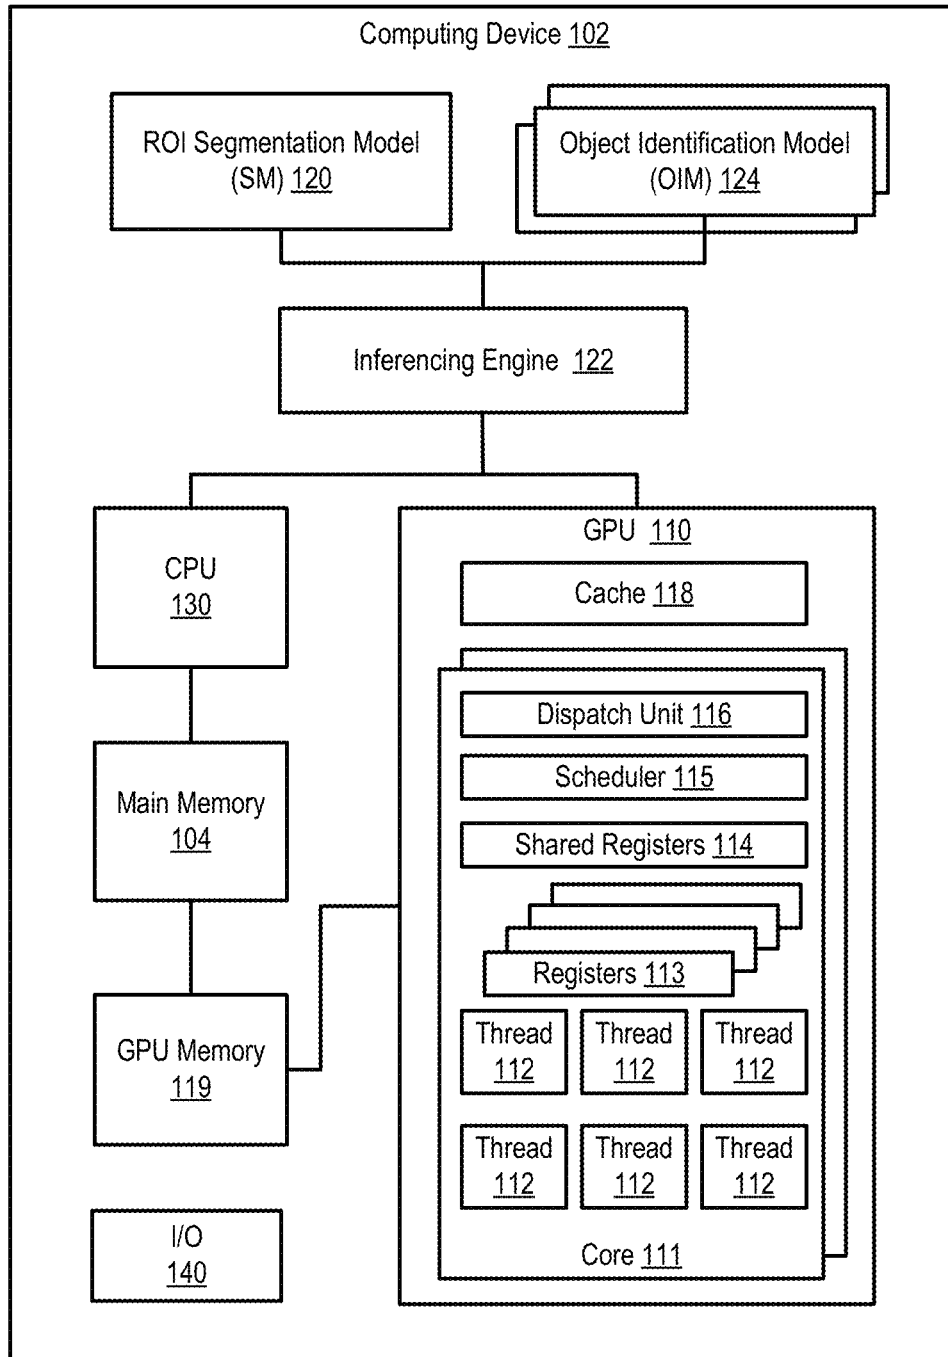 Computing Device 102
ROI Segmentation Model
(SM) 120
Object Identification Model
(OIM) 124
Inferencing Engine 122
CPU
130
Main Memory
104
GPU Memory
119
I/O
140
GPU 110
Cache 118
Dispatch Unit 116
Scheduler 115
Shared Registers 114
Registers 113
Thread
112
Thread
112
Thread
112
Thread
112
Thread
112
Thread
112
Core 111